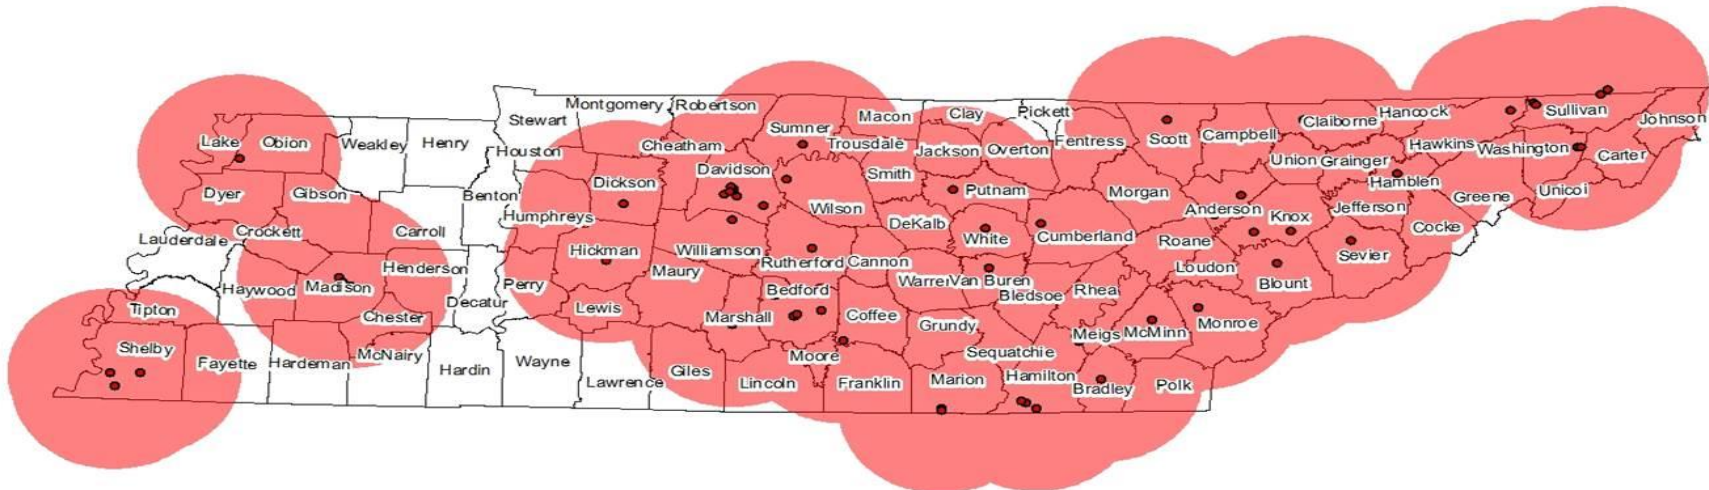 Lake
Obion
Weakley
Henry
Stewart
Montgomery
Robertson
Sumner
Macon
Clay
Pickett
Fentress
Scott
Campbell
Claiborne
Hancock
Hawkins
Sullivan
Johnson
Washington
Carter
Unicoi
Greene
Hamblen
Grainger
Union
Jefferson
Cocke
Sevier
Knox
Anderson
Blount
Loudon
Roane
Morgan
Cumberland
Overton
Jackson
Putnam
Trousdale
Smith
DeKalb
White
Van Buren
Warren
Cannon
Rutherford
Wilson
Davidson
Cheatham
Houston
Dickson
Humphreys
Benton
Dyer
Gibson
Crockett
Carroll
Lauderdale
Haywood
Madison
Henderson
Decatur
Perry
Hickman
Williamson
Maury
Lewis
Marshall
Bedford
Coffee
Grundy
Bledsoe
Rhea
Meigs
McMinn
Monroe
Sequatchie
Moore
Tipton
Chester
Shelby
Fayette
Hardeman
McNairy
Hardin
Wayne
Lawrence
Giles
Lincoln
Franklin
Marion
Hamilton
Bradley
Polk